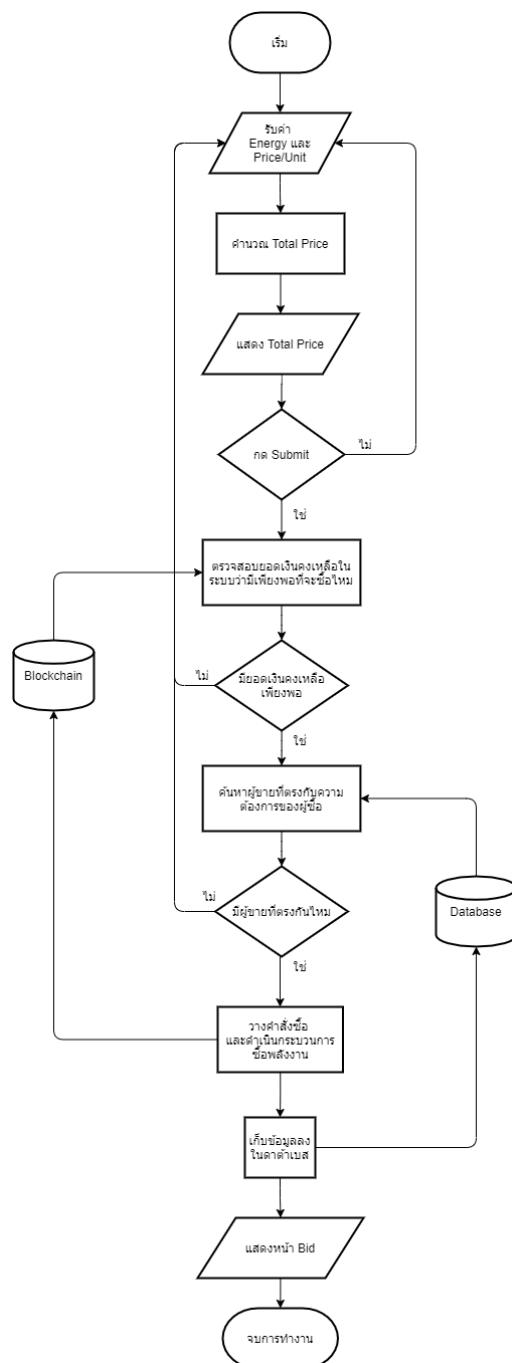 เริ่ม
รับค่า
Energy และ
Price/Unit
คำนวณ Total Price
แสดง Total Price
กด Submit
ไม่
ใช่
ตรวจสอบยอดเงินคงเหลือใน
ระบบว่ามีเพียงพอที่จะซื้อไหม
Blockchain
ไม่
มียอดเงินคงเหลือ
เพียงพอ
ใช่
ค้นหาผู้ขายที่ตรงกับความ
ต้องการของผู้ซื้อ
ไม่
มีผู้ขายที่ตรงกันไหม
Database
ใช่
วางคำสั่งซื้อ
และดำเนินกระบวนการ
ซื้อพลังงาน
เก็บข้อมูลลง
ในดาต้าเบส
แสดงหน้า Bid
จบการทำงาน